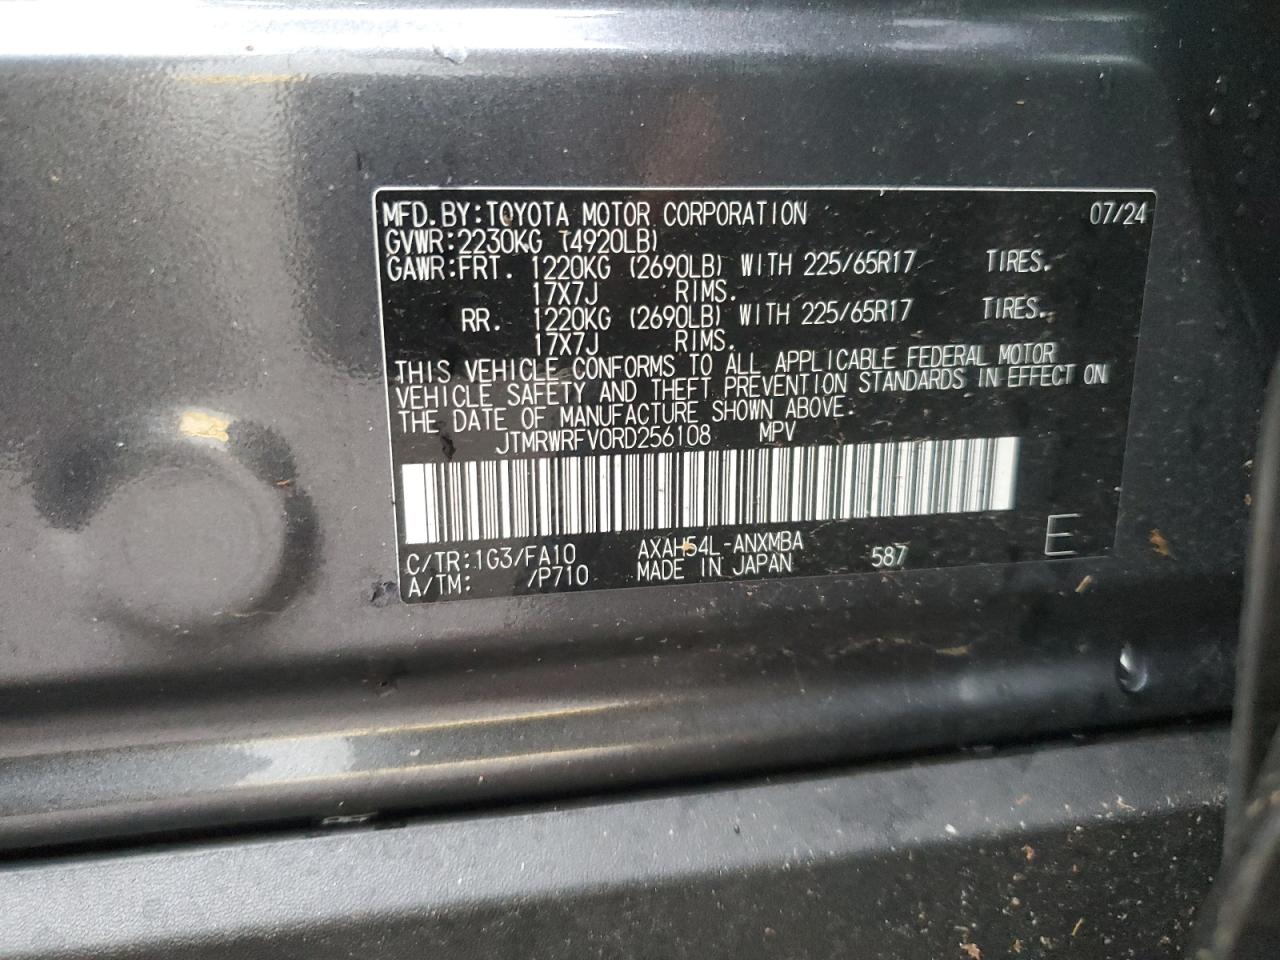 MFD.BY:TOYOTA MOTOR CORPORATION 07/24
GVWR:2230KG (4920LB)
GAWR:FRT. 1220KG (2690LB) WITH 225/65R17 TIRES.
17X7J RIMS.
RR. 1220KG (2690LB) WITH 225/65R17 TIRES.
17X7J RIMS.
THIS VEHICLE CONFORMS TO ALL APPLICABLE FEDERAL MOTOR
VEHICLE SAFETY AND THEFT PREVENTION STANDARDS IN EFFECT ON
THE DATE OF MANUFACTURE SHOWN ABOVE.
JTMRWRFV0RD256108 MPV
C/TR:1G3/FA10 AXAH54L-ANXMBA 587 E
A/TM: /P710 MADE IN JAPAN